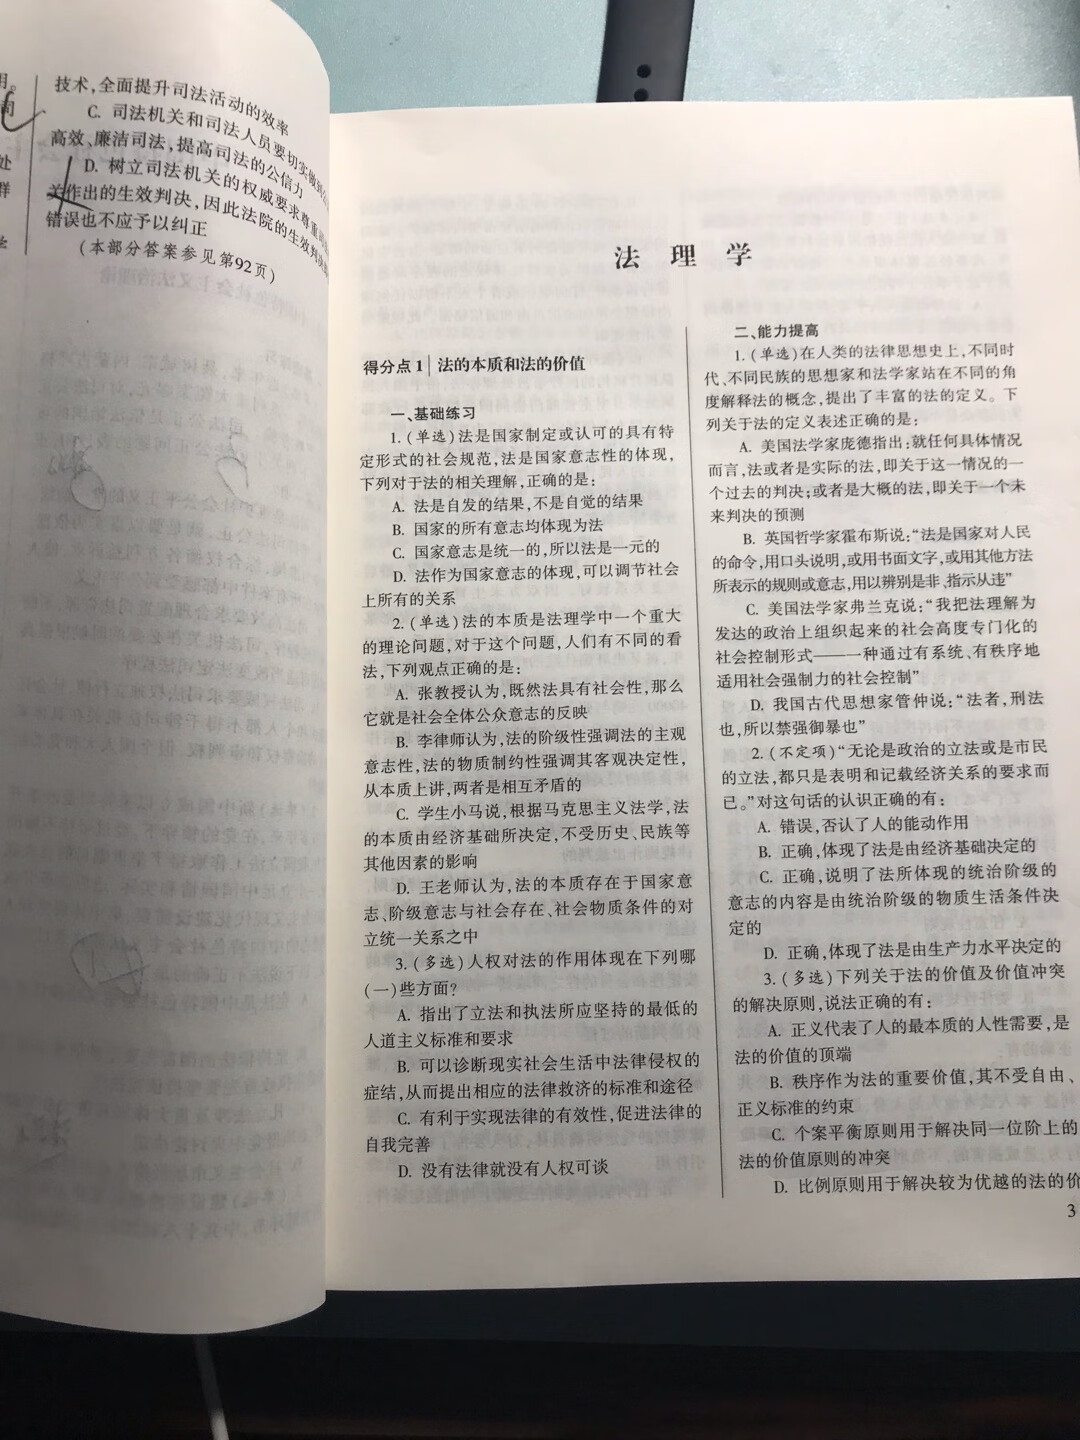 技术,全面提升司法活动的效率
C. 司法机关和司法人员要切实做到公
高效、廉洁司法,提高司法的公信力
D. 树立司法机关的权威要求尊重
关作出的生效判决,因此法院的生效判决
错误也不应予以纠正
(本部分答案参见第92页)
用。
司
处
群
学
法 理 学
得分点 1 | 法的本质和法的价值
一、基础练习
1. (单选)法是国家制定或认可的具有特
定形式的社会规范,法是国家意志性的体现,
下列对于法的相关理解,正确的是:
A. 法是自发的结果,不是自觉的结果
B. 国家的所有意志均体现为法
C. 国家意志是统一的,所以法是一元的
D. 法作为国家意志的体现,可以调节社会
上所有的关系
2. (单选)法的本质是法理学中一个重大
的理论问题,对于这个问题,人们有不同的看
法,下列观点正确的是:
A. 张教授认为,既然法具有社会性,那么
它就是社会全体公众意志的反映
B. 李律师认为,法的阶级性强调法的主观
意志性,法的物质制约性强调其客观决定性,
从本质上讲,两者是相互矛盾的
C. 学生小马说,根据马克思主义法学,法
的本质由经济基础所决定,不受历史、民族等
其他因素的影响
D. 王老师认为,法的本质存在于国家意
志、阶级意志与社会存在、社会物质条件的对
立统一关系之中
3. (多选)人权对法的作用体现在下列哪
(一)些方面?
A. 指出了立法和执法所应坚持的最低的
人道主义标准和要求
B. 可以诊断现实社会生活中法律侵权的
症结,从而提出相应的法律救济的标准和途径
C. 有利于实现法律的有效性,促进法律的
自我完善
D. 没有法律就没有人权可谈
二、能力提高
1. (单选)在人类的法律思想史上,不同时
代、不同民族的思想家和法学家站在不同的角
度解释法的概念,提出了丰富的法的定义。下
列关于法的定义表述正确的是:
A. 美国法学家庞德指出:就任何具体情况
而言,法或者是实际的法,即关于这一情况的一
个过去的判决;或者是大概的法,即关于一个未
来判决的预测
B. 英国哲学家霍布斯说:“法是国家对人民
的命令,用口头说明,或用书面文字,或用其他方法
所表示的规则或意志,用以辨别是非、指示从违”
C. 美国法学家弗兰克说:“我把法理解为
发达的政治上组织起来的社会高度专门化的
社会控制形式——一种通过有系统、有秩序地
适用社会强制力的社会控制”
D. 我国古代思想家管仲说:“法者,刑法
也,所以禁强御暴也”
2. (不定项)“无论是政治的立法或是市民
的立法,都只是表明和记载经济关系的要求而
已。”对这句话的认识正确的有:
A. 错误,否认了人的能动作用
B. 正确,体现了法是由经济基础决定的
C. 正确,说明了法所体现的统治阶级的
意志的内容是由统治阶级的物质生活条件决
定的
D. 正确,体现了法是由生产力水平决定的
3. (多选)下列关于法的价值及价值冲突
的解决原则,说法正确的有:
A. 正义代表了人的最本质的人性需要,是
法的价值的顶端
B. 秩序作为法的重要价值,其不受自由、
正义标准的约束
C. 个案平衡原则用于解决同一位阶上的
法的价值原则的冲突
D. 比例原则用于解决较为优越的法的价
3